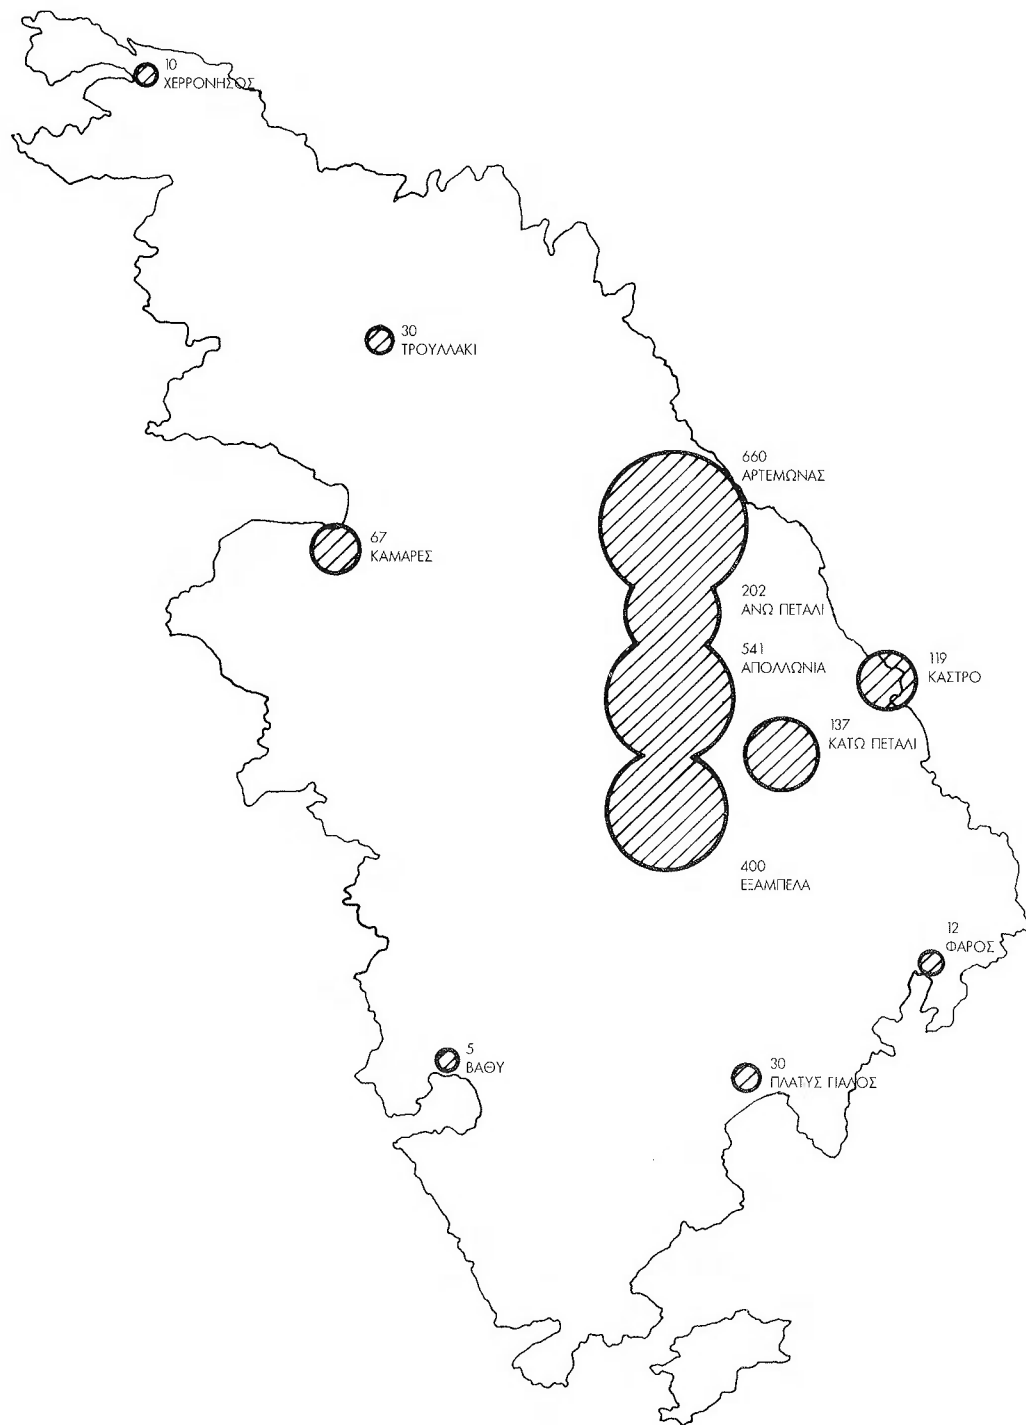 10
ΧΕΡΡΟΝΗΣΟΣ
30
ΤΡΟΥΛΛΑΚΙ
660
ΑΡΤΕΜΩΝΑΣ
67
ΚΑΜΑΡΕΣ
202
ΑΝΩ ΠΕΤΑΛΙ
541
ΑΠΟΛΛΩΝΙΑ
119
ΚΑΣΤΡΟ
137
ΚΑΤΩ ΠΕΤΑΛΙ
400
ΕΞΑΜΠΕΛΑ
12
ΦΑΡΟΣ
5
ΒΑΘΥ
30
ΠΛΑΤΥΣ ΓΙΑΛΟΣ